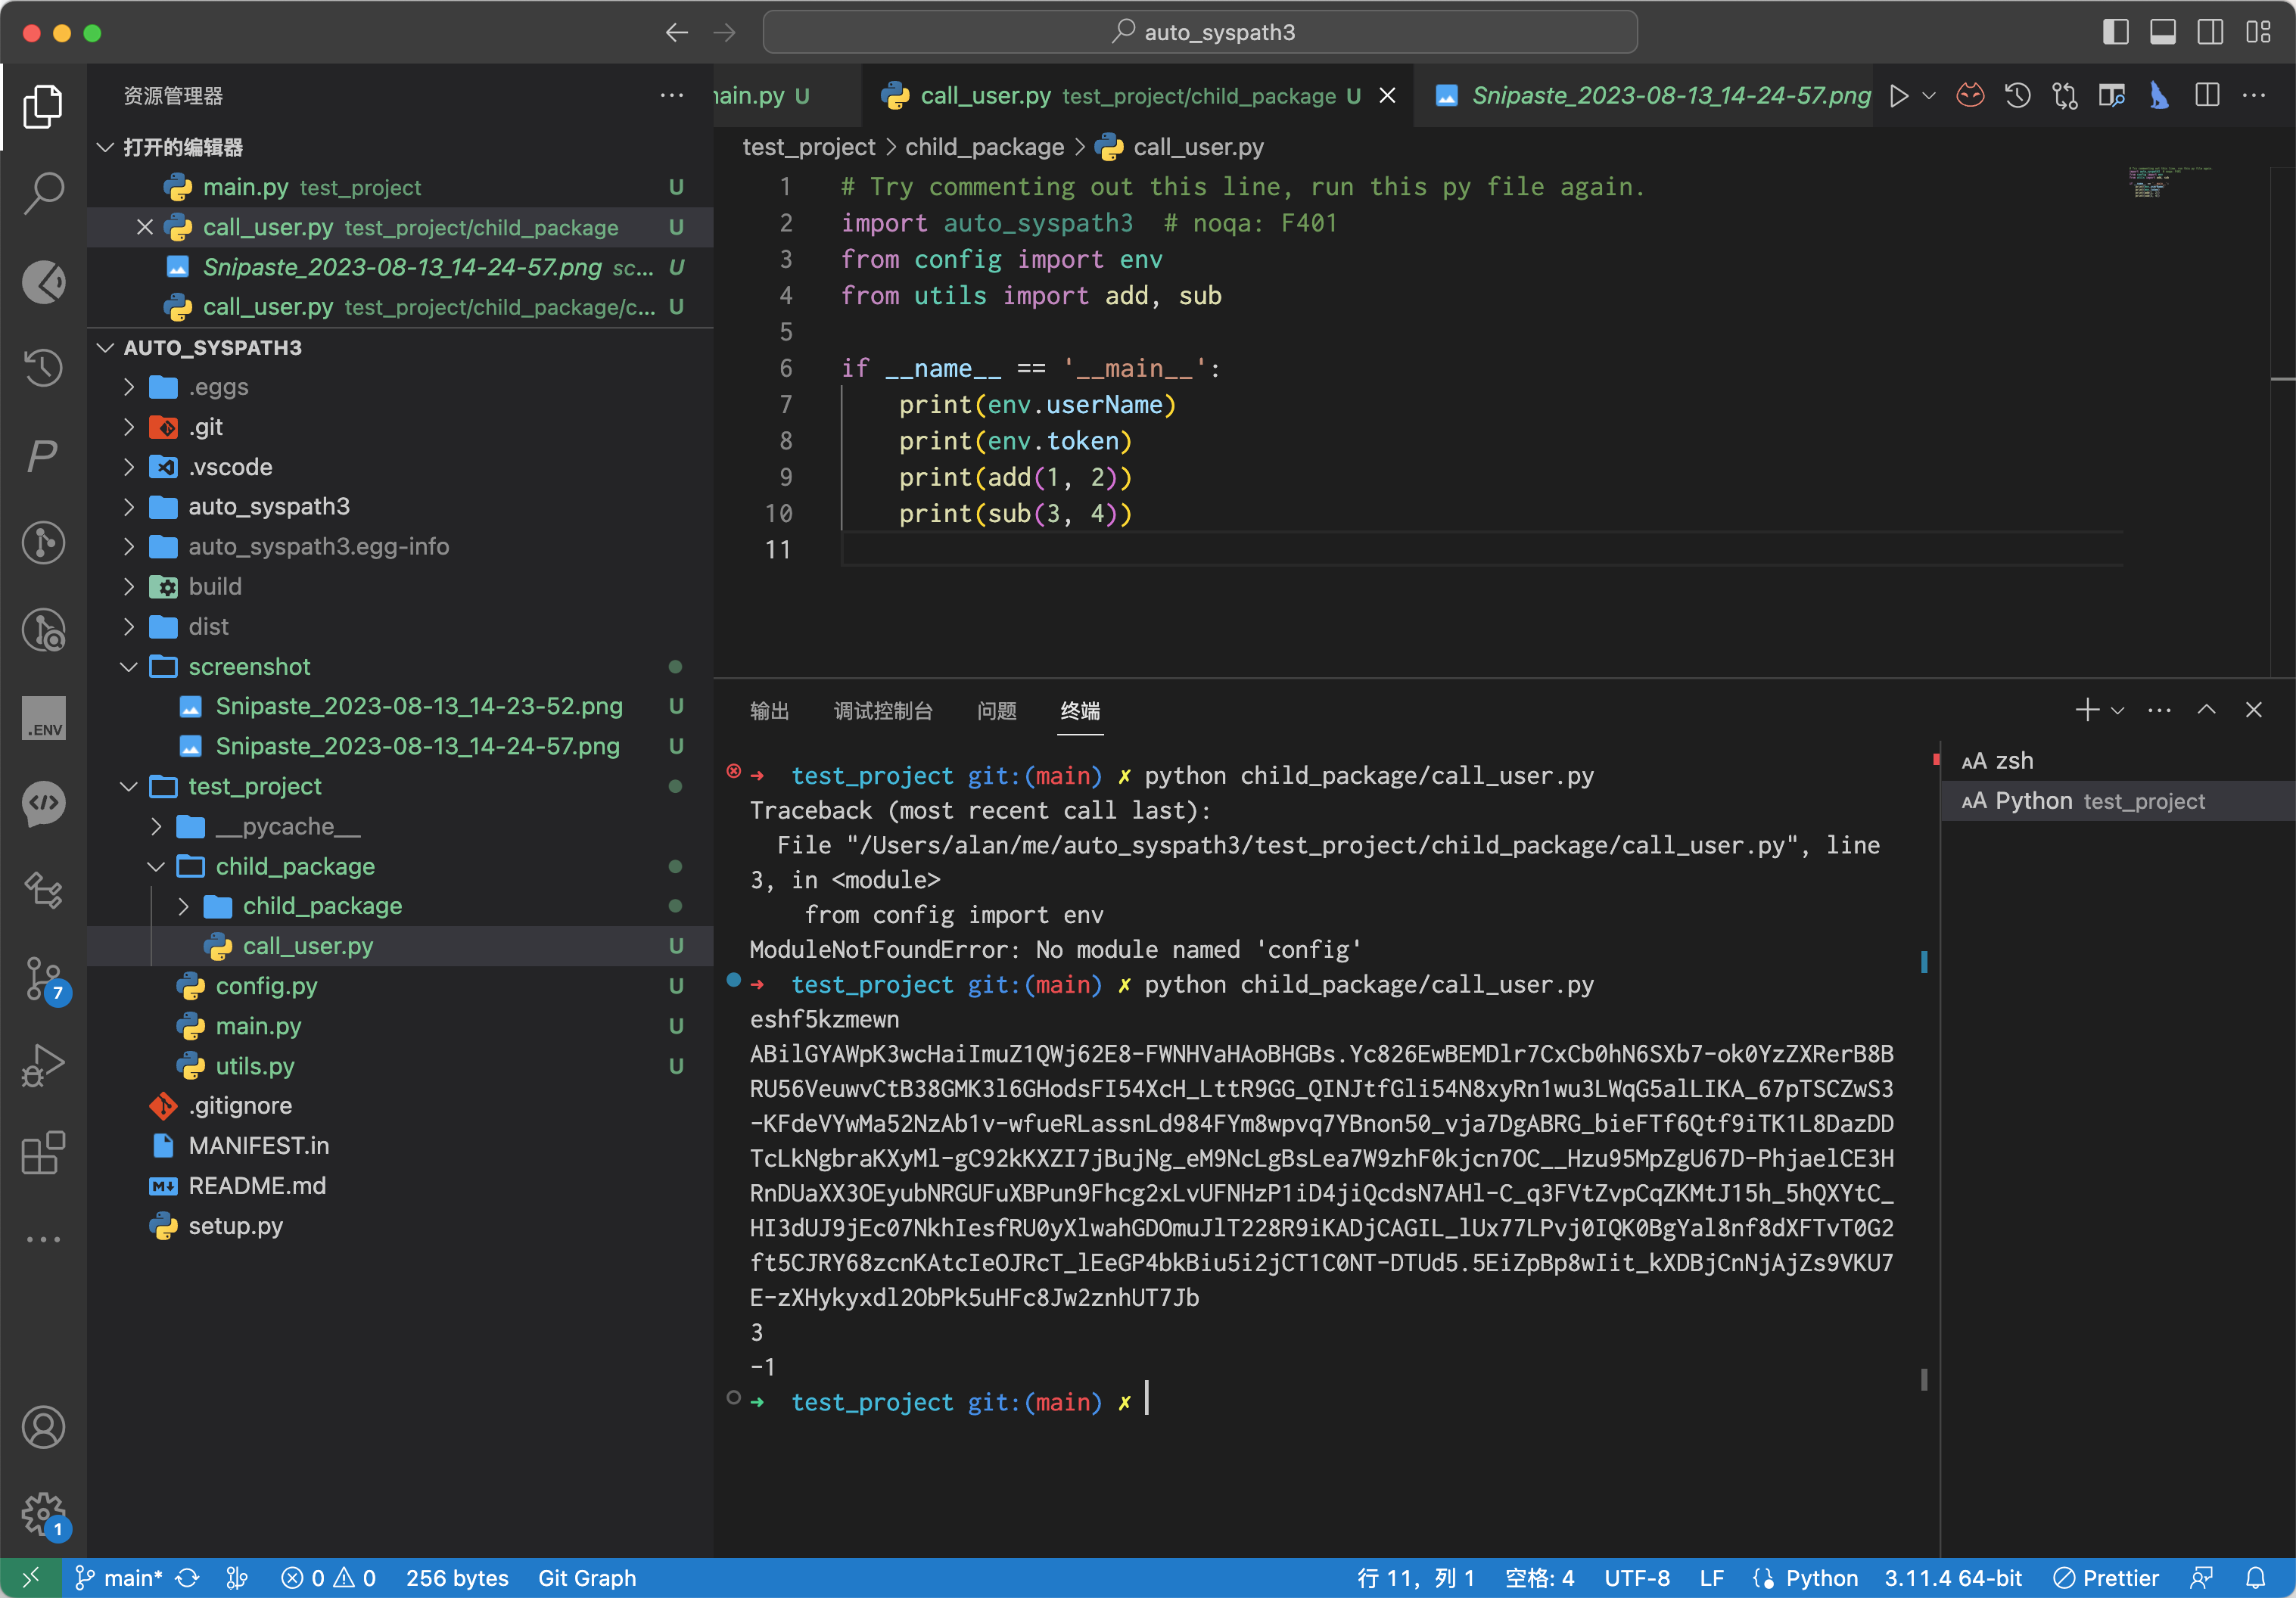 auto_syspath3
资源管理器
打开的编辑器
main.py test_project U
call_user.py test_project/child_package U
Snipaste_2023-08-13_14-24-57.png sc... U
call_user.py test_project/child_package/c... U
AUTO_SYSPATH3
.eggs
.git
.vscode
auto_syspath3
auto_syspath3.egg-info
build
dist
screenshot
Snipaste_2023-08-13_14-23-52.png U
Snipaste_2023-08-13_14-24-57.png U
test_project
__pycache__
child_package
child_package
call_user.py U
config.py U
main.py U
utils.py U
.gitignore
MANIFEST.in
README.md
setup.py
.ENV
7
1
ain.py U
call_user.py test_project/child_package U
Snipaste_2023-08-13_14-24-57.png
test_project > child_package > call_user.py
1 # Try commenting out this line, run this py file again.
2 import auto_syspath3  # noqa: F401
3 from config import env
4 from utils import add, sub
5
6 if __name__ == '__main__':
7     print(env.userName)
8     print(env.token)
9     print(add(1, 2))
10     print(sub(3, 4))
11
输出 调试控制台 问题 终端
➜  test_project git:(main) ✗ python child_package/call_user.py
Traceback (most recent call last):
  File "/Users/alan/me/auto_syspath3/test_project/child_package/call_user.py", line
3, in <module>
    from config import env
ModuleNotFoundError: No module named 'config'
➜  test_project git:(main) ✗ python child_package/call_user.py
eshf5kzmewn
ABilGYAWpK3wcHaiImuZ1QWj62E8-FWNHVaHAoBHGBs.Yc826EwBEMDlr7CxCb0hN6SXb7-ok0YzZXRerB8B
RU56VeuwvCtB38GMK3l6GHodsFI54XcH_LttR9GG_QINJtfGli54N8xyRn1wu3LWqG5alLIKA_67pTSCZwS3
-KFdeVYwMa52NzAb1v-wfueRLassnLd984FYm8wpvq7YBnon50_vja7DgABRG_bieFTf6Qtf9iTK1L8DazDD
TcLkNgbraKXyMl-gC92kKXZI7jBujNg_eM9NcLgBsLea7W9zhF0kjcn7OC__Hzu95MpZgU67D-PhjaelCE3H
RnDUaXX3OEyubNRGUFuXBPun9Fhcg2xLvUFNHzP1iD4jiQcdsN7AHl-C_q3FVtZvpCqZKMtJ15h_5hQXYtC_
HI3dUJ9jEc07NkhIesfRU0yXlwahGDOmuJlT228R9iKADjCAGIL_lUx77LPvj0IQK0BgYal8nf8dXFTvT0G2
ft5CJRY68zcnKAtcIeOJRcT_lEeGP4bkBiu5i2jCT1C0NT-DTUd5.5EiZpBp8wIit_kXDBjCnNjAjZs9VKU7
E-zXHykyxdl2ObPk5uHFc8Jw2znhUT7Jb
3
-1
➜  test_project git:(main) ✗
zsh
Python test_project
main* 0 0 256 bytes Git Graph 行 11，列 1 空格: 4 UTF-8 LF Python 3.11.4 64-bit Prettier